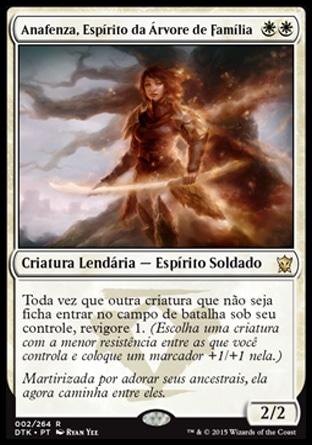 Anafenza, Espírito da Árvore de Família
Criatura Lendária — Espírito Soldado
Toda vez que outra criatura que não seja
ficha entrar no campo de batalha sob seu
controle, revigore 1. (Escolha uma criatura
com a menor resistência entre as que você
controla e coloque um marcador +1/+1 nela.)
Martirizada por adorar seus ancestrais, ela
agora caminha entre eles.
2/2
002/264 R
DTK • PT Ryan Yee
™ & © 2015 Wizards of the Coast